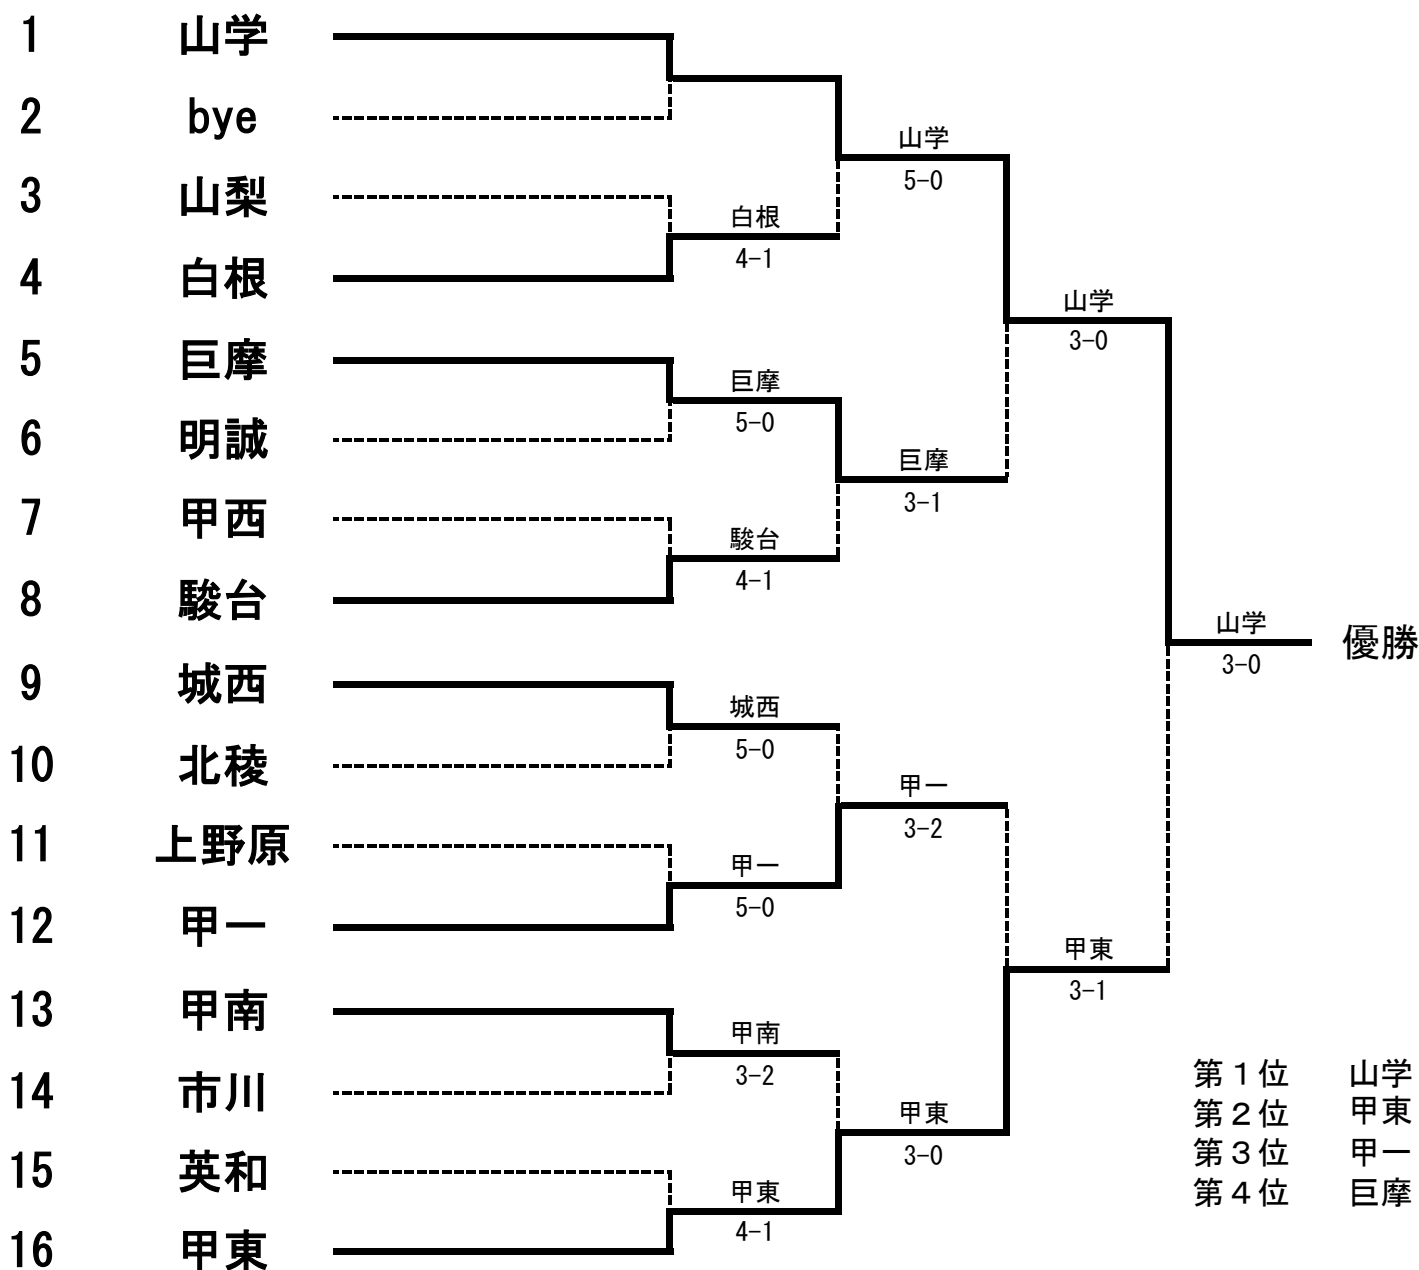 1 山学
2 bye
山学
5-0
3 山梨
白根
4-1
4 白根
山学
3-0
5 巨摩
巨摩
5-0
6 明誠
巨摩
3-1
7 甲西
駿台
4-1
8 駿台
山学
3-0
優勝
9 城西
城西
5-0
10 北稜
甲一
3-2
11 上野原
甲一
5-0
12 甲一
甲東
3-1
13 甲南
甲南
3-2
14 市川
甲東
3-0
15 英和
甲東
4-1
16 甲東
第1位 山学
第2位 甲東
第3位 甲一
第4位 巨摩